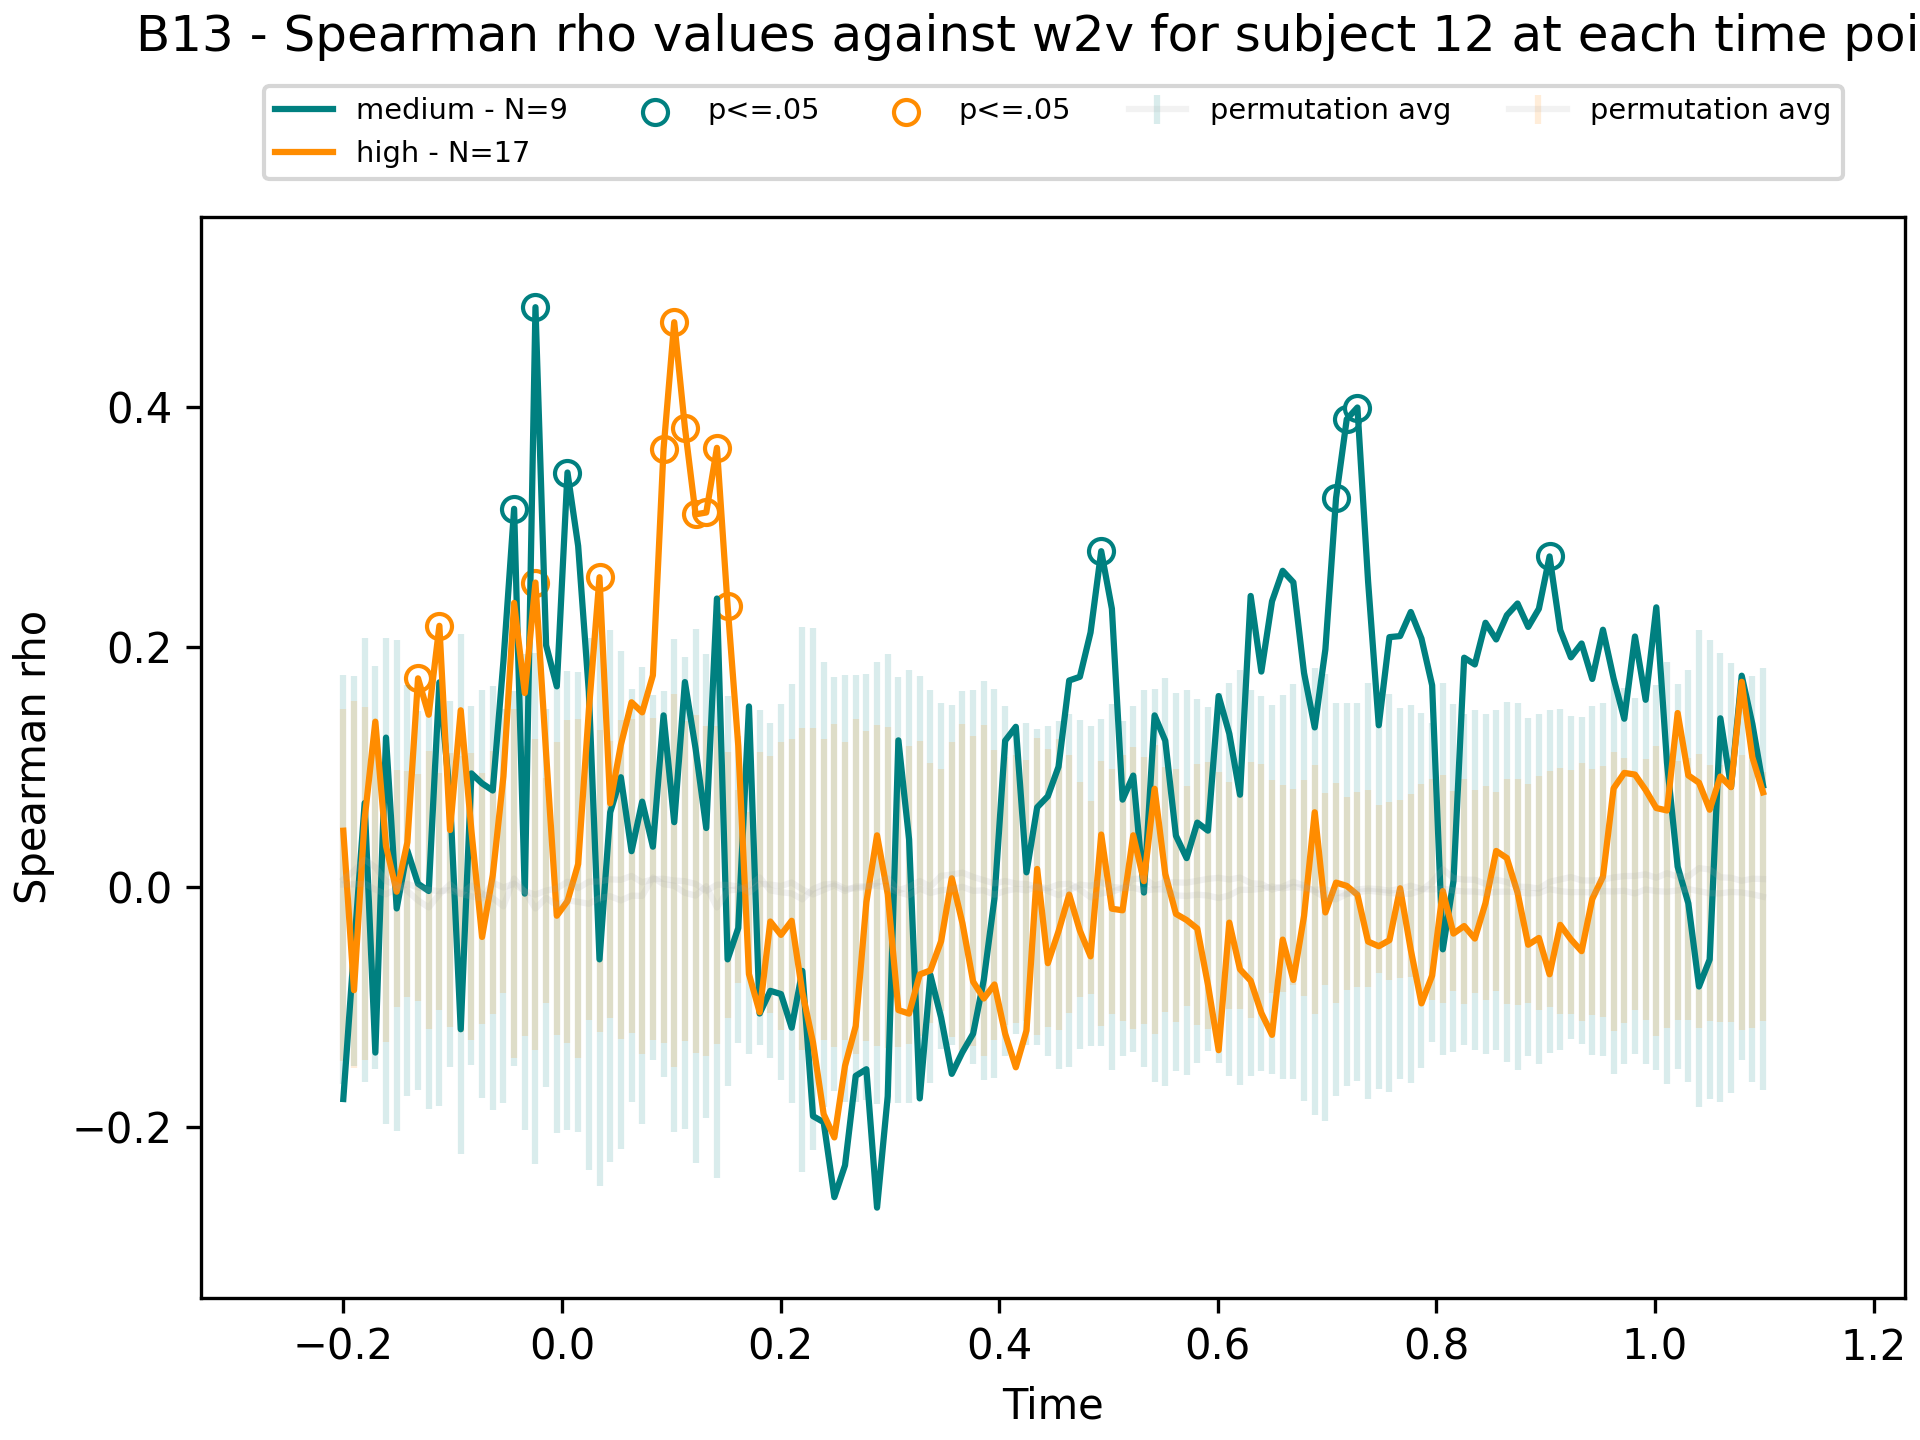 B13 - Spearman rho values against w2v for subject 12 at each time poi
medium - N=9
high - N=17
p<=.05
p<=.05
permutation avg
permutation avg
Spearman rho
0.4
0.2
0.0
−0.2
−0.2 0.0 0.2 0.4 0.6 0.8 1.0 1.2
Time